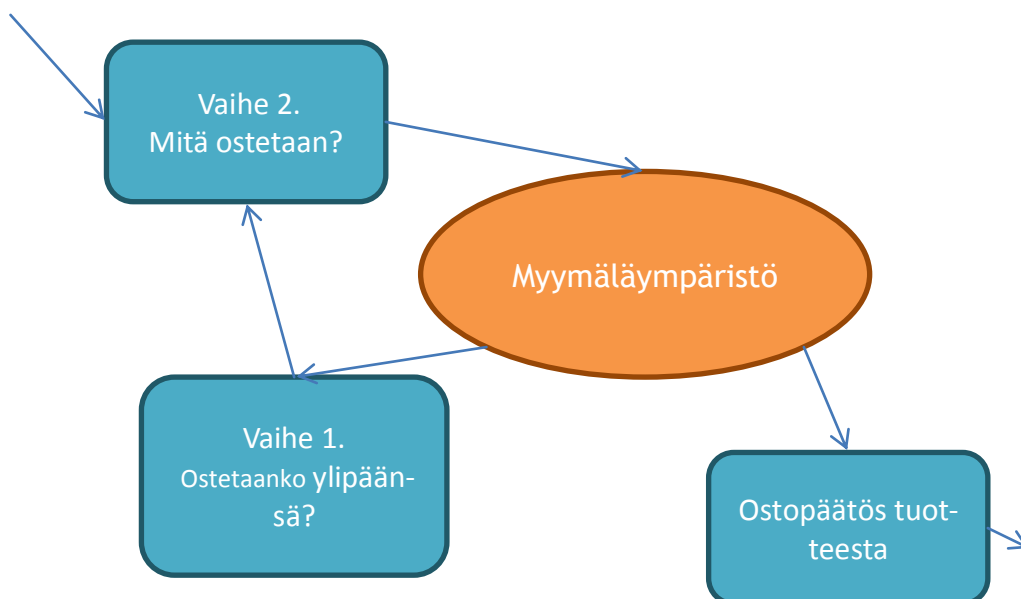 Vaihe 2.
Mitä ostetaan?
Myymäläympäristö
Vaihe 1.
Ostetaanko ylipään-
sä?
Ostopäätös tuot-
teesta